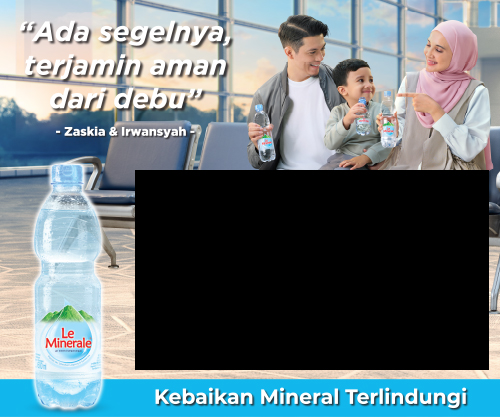 “Ada segelnya,
terjamin aman
dari debu”
- Zaskia & Irwansyah -
Le
Minerale
Kebaikan Mineral Terlindungi